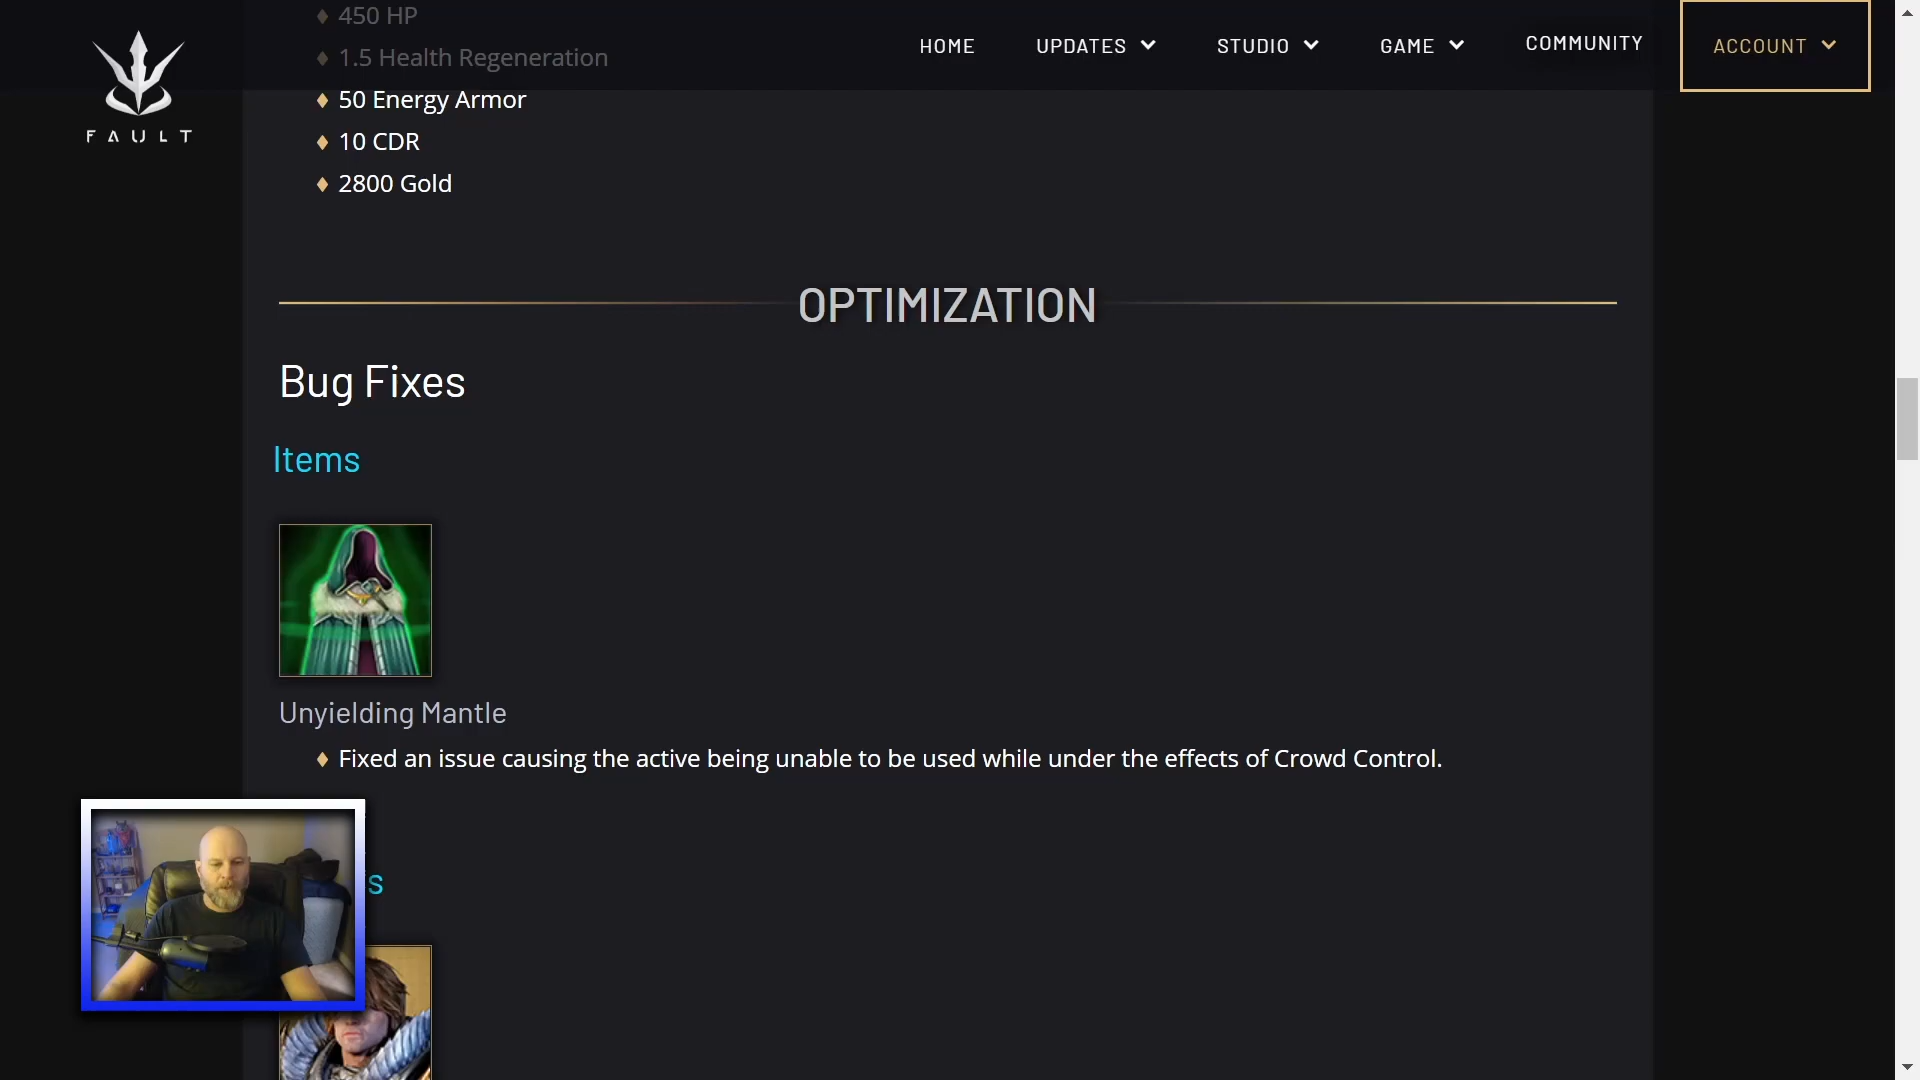 450 HP
1.5 Health Regeneration
50 Energy Armor
10 CDR
2800 Gold
FAULT
HOME
UPDATES
STUDIO
GAME
COMMUNITY
ACCOUNT
OPTIMIZATION
Bug Fixes
Items
Unyielding Mantle
Fixed an issue causing the active being unable to be used while under the effects of Crowd Control.